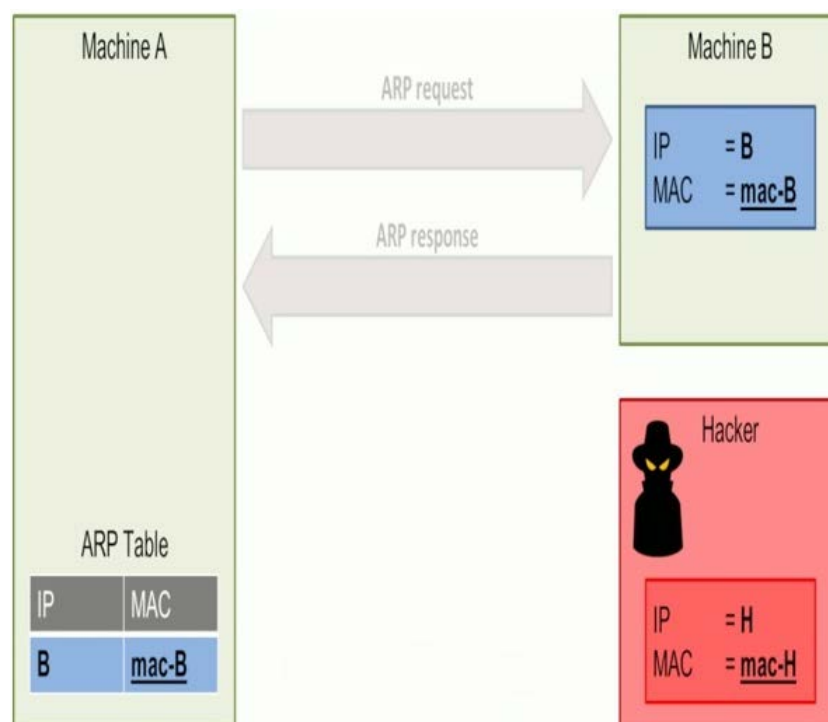 Machine A
ARP request
ARP response
ARP Table
IP MAC
B mac-B
Machine B
IP = B
MAC = mac-B
Hacker
IP = H
MAC = mac-H